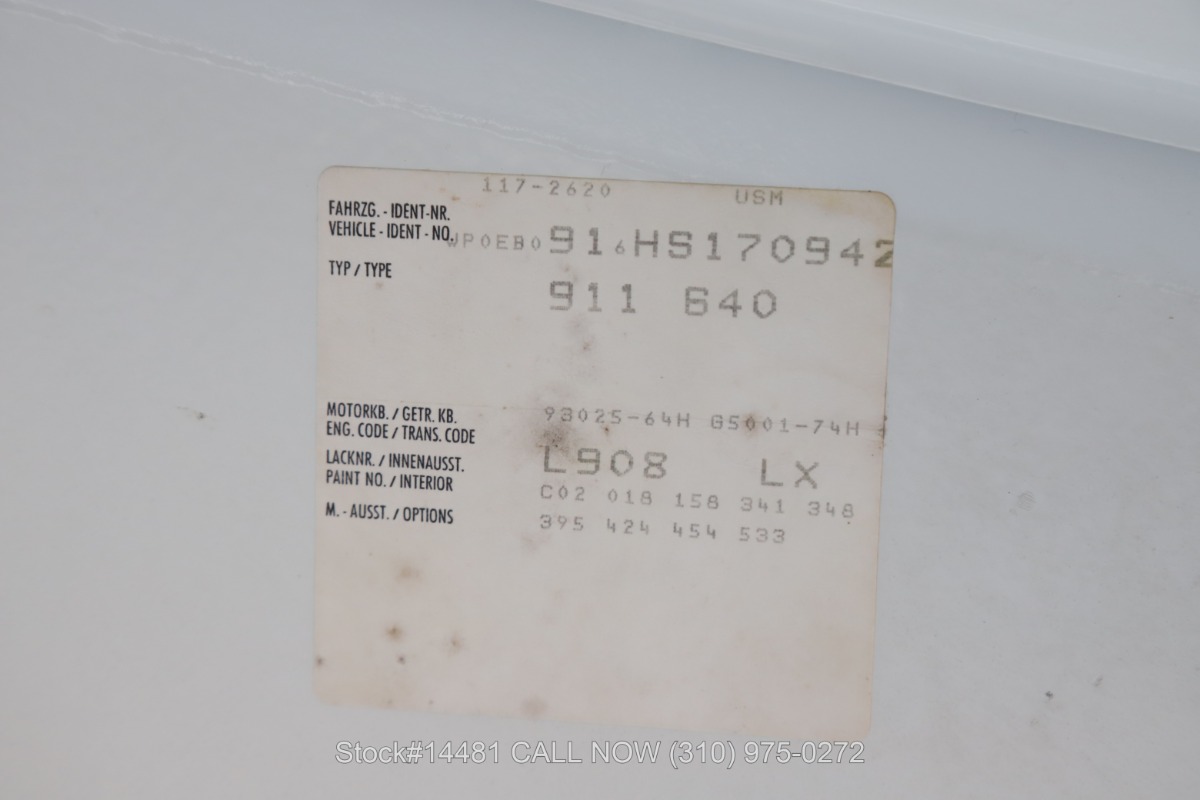 117-2620 USM
FAHRZG. - IDENT-NR.
VEHICLE - IDENT - NO. WP0EB0916HS170942
TYP / TYPE 911 640
MOTORKB. / GETR. KB. 93025-64H G5001-74H
ENG. CODE / TRANS. CODE
LACKNR. / INNENAUSST. L908 LX
PAINT NO. / INTERIOR C02 018 158 341 348
M. - AUSST. / OPTIONS 395 424 454 533
Stock#14481 CALL NOW (310) 975-0272